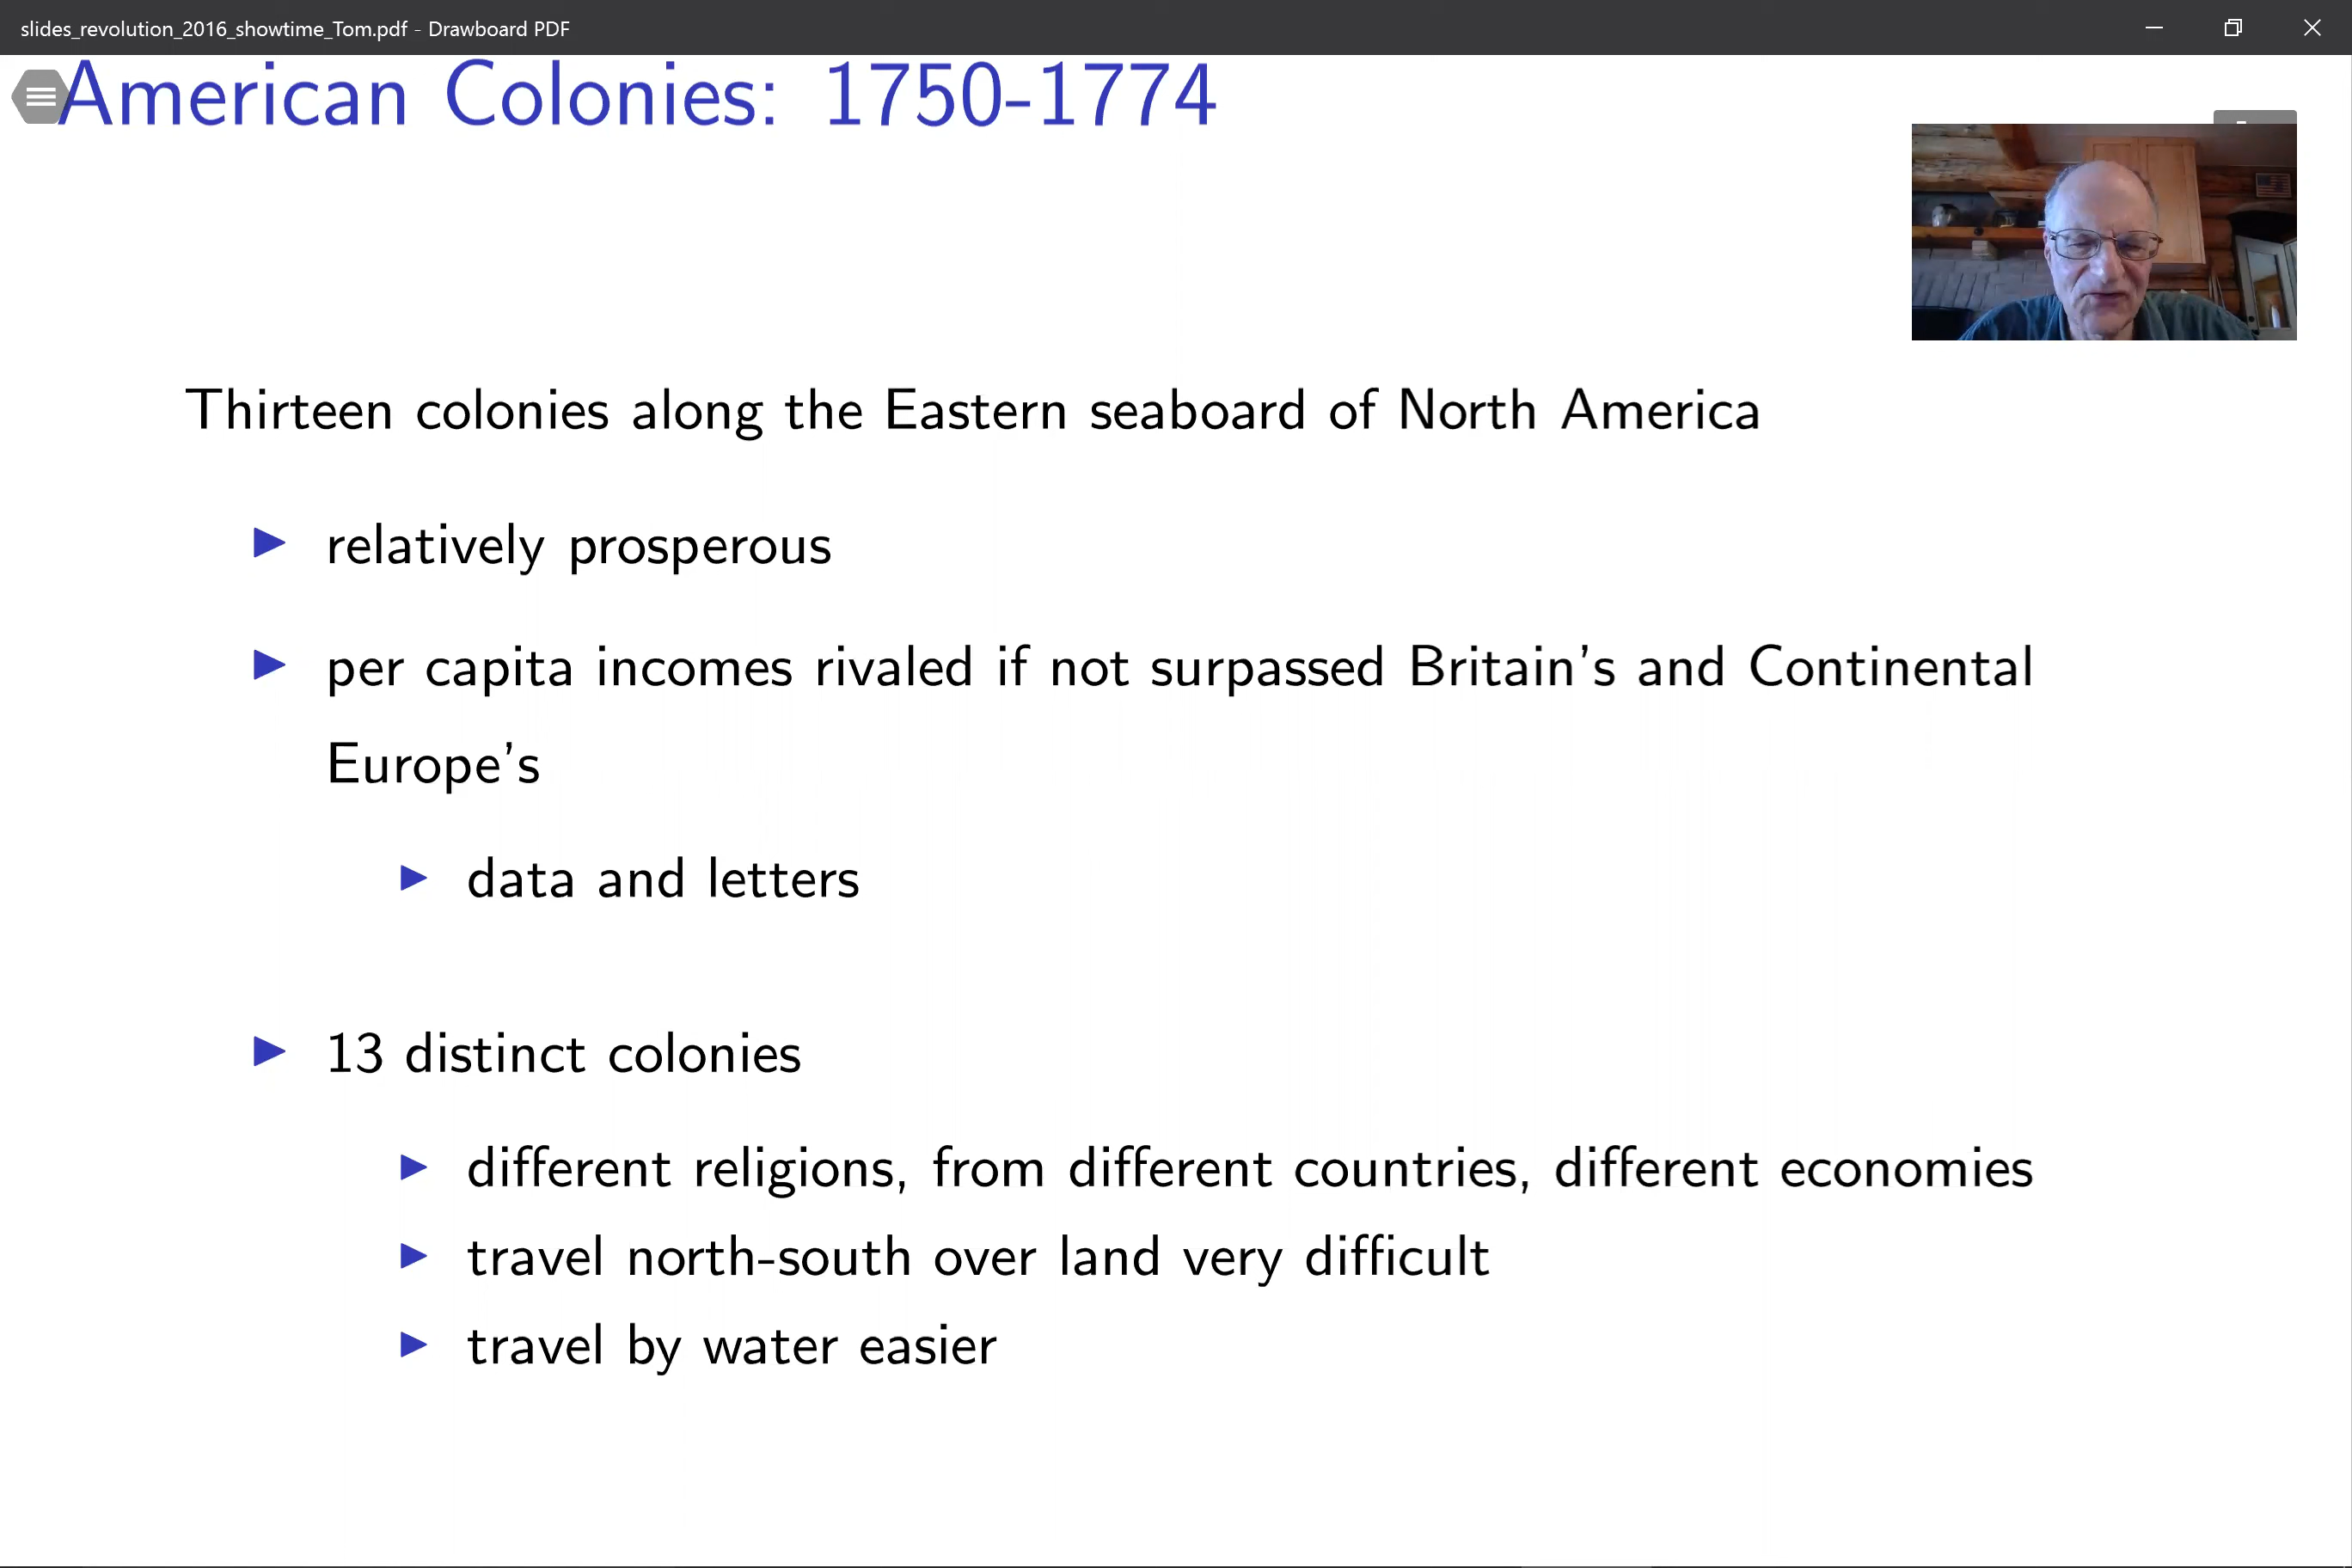 slides_revolution_2016_showtime_Tom.pdf - Drawboard PDF
American Colonies: 1750-1774
Thirteen colonies along the Eastern seaboard of North America
relatively prosperous
per capita incomes rivaled if not surpassed Britain's and Continental
Europe's
data and letters
13 distinct colonies
different religions, from different countries, different economies
travel north-south over land very difficult
travel by water easier